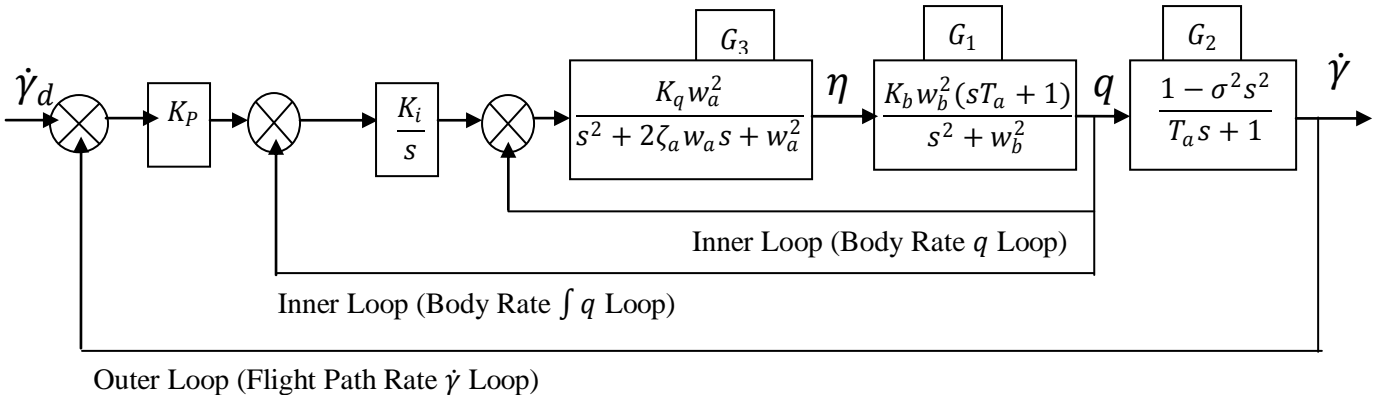 G_3
G_1
G_2
γ̇_d
K_P
K_i / s
K_q w_a^2 / s^2 + 2ζ_a w_a s + w_a^2
η
K_b w_b^2 (sT_a + 1) / s^2 + w_b^2
q
1 − σ^2 s^2 / T_a s + 1
γ̇
Inner Loop (Body Rate q Loop)
Inner Loop (Body Rate ∫ q Loop)
Outer Loop (Flight Path Rate γ̇ Loop)